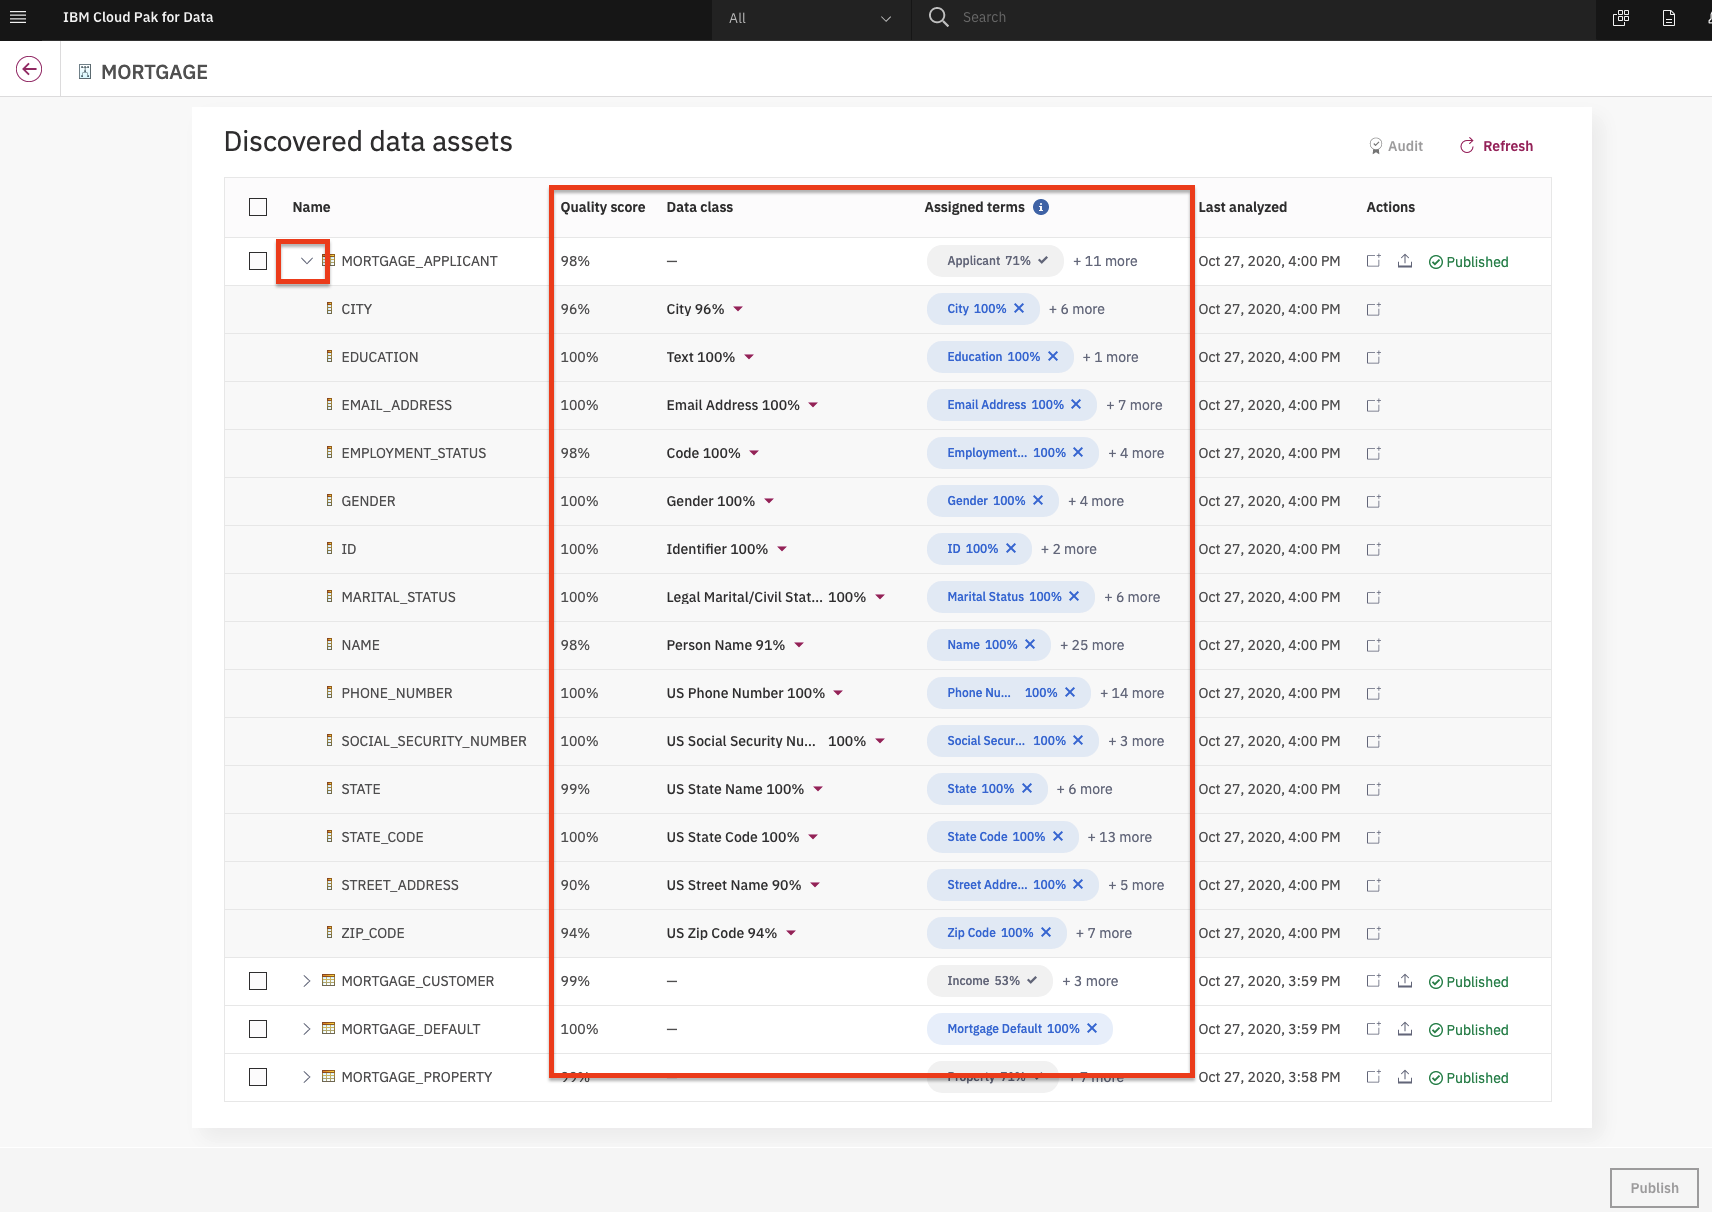 IBM Cloud Pak for Data All Search
MORTGAGE
Discovered data assets
Audit Refresh
Name Quality score Data class Assigned terms Last analyzed Actions
MORTGAGE_APPLICANT 98% — Applicant 71% + 11 more Oct 27, 2020, 4:00 PM Published
CITY 96% City 96% City 100% + 6 more Oct 27, 2020, 4:00 PM
EDUCATION 100% Text 100% Education 100% + 1 more Oct 27, 2020, 4:00 PM
EMAIL_ADDRESS 100% Email Address 100% Email Address 100% + 7 more Oct 27, 2020, 4:00 PM
EMPLOYMENT_STATUS 98% Code 100% Employment... 100% + 4 more Oct 27, 2020, 4:00 PM
GENDER 100% Gender 100% Gender 100% + 4 more Oct 27, 2020, 4:00 PM
ID 100% Identifier 100% ID 100% + 2 more Oct 27, 2020, 4:00 PM
MARITAL_STATUS 100% Legal Marital/Civil Stat... 100% Marital Status 100% + 6 more Oct 27, 2020, 4:00 PM
NAME 98% Person Name 91% Name 100% + 25 more Oct 27, 2020, 4:00 PM
PHONE_NUMBER 100% US Phone Number 100% Phone Nu... 100% + 14 more Oct 27, 2020, 4:00 PM
SOCIAL_SECURITY_NUMBER 100% US Social Security Nu... 100% Social Secur... 100% + 3 more Oct 27, 2020, 4:00 PM
STATE 99% US State Name 100% State 100% + 6 more Oct 27, 2020, 4:00 PM
STATE_CODE 100% US State Code 100% State Code 100% + 13 more Oct 27, 2020, 4:00 PM
STREET_ADDRESS 90% US Street Name 90% Street Addre... 100% + 5 more Oct 27, 2020, 4:00 PM
ZIP_CODE 94% US Zip Code 94% Zip Code 100% + 7 more Oct 27, 2020, 4:00 PM
MORTGAGE_CUSTOMER 99% — Income 53% + 3 more Oct 27, 2020, 3:59 PM Published
MORTGAGE_DEFAULT 100% — Mortgage Default 100% Oct 27, 2020, 3:59 PM Published
MORTGAGE_PROPERTY 99% Property 71% + 7 more Oct 27, 2020, 3:58 PM Published
Publish